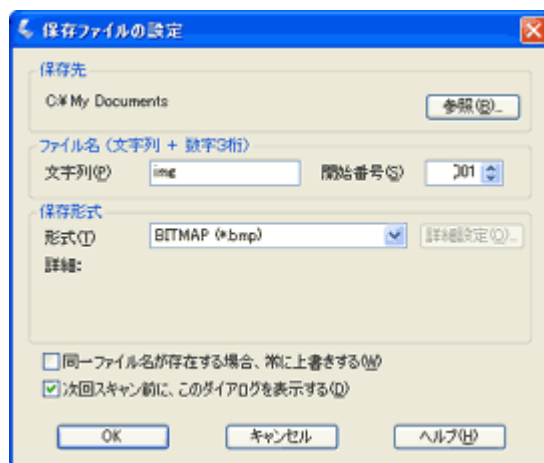 保存ファイルの設定
保存先
C:¥My Documents 参照(B)...
ファイル名 (文字列 + 数字3桁)
文字列(P) img 開始番号(S) 001
保存形式
形式(T) BITMAP (*.bmp) 詳細設定(O)...
詳細:
同一ファイル名が存在する場合、常に上書きする(W)
次回スキャン前に、このダイアログを表示する(D)
OK キャンセル ヘルプ(H)